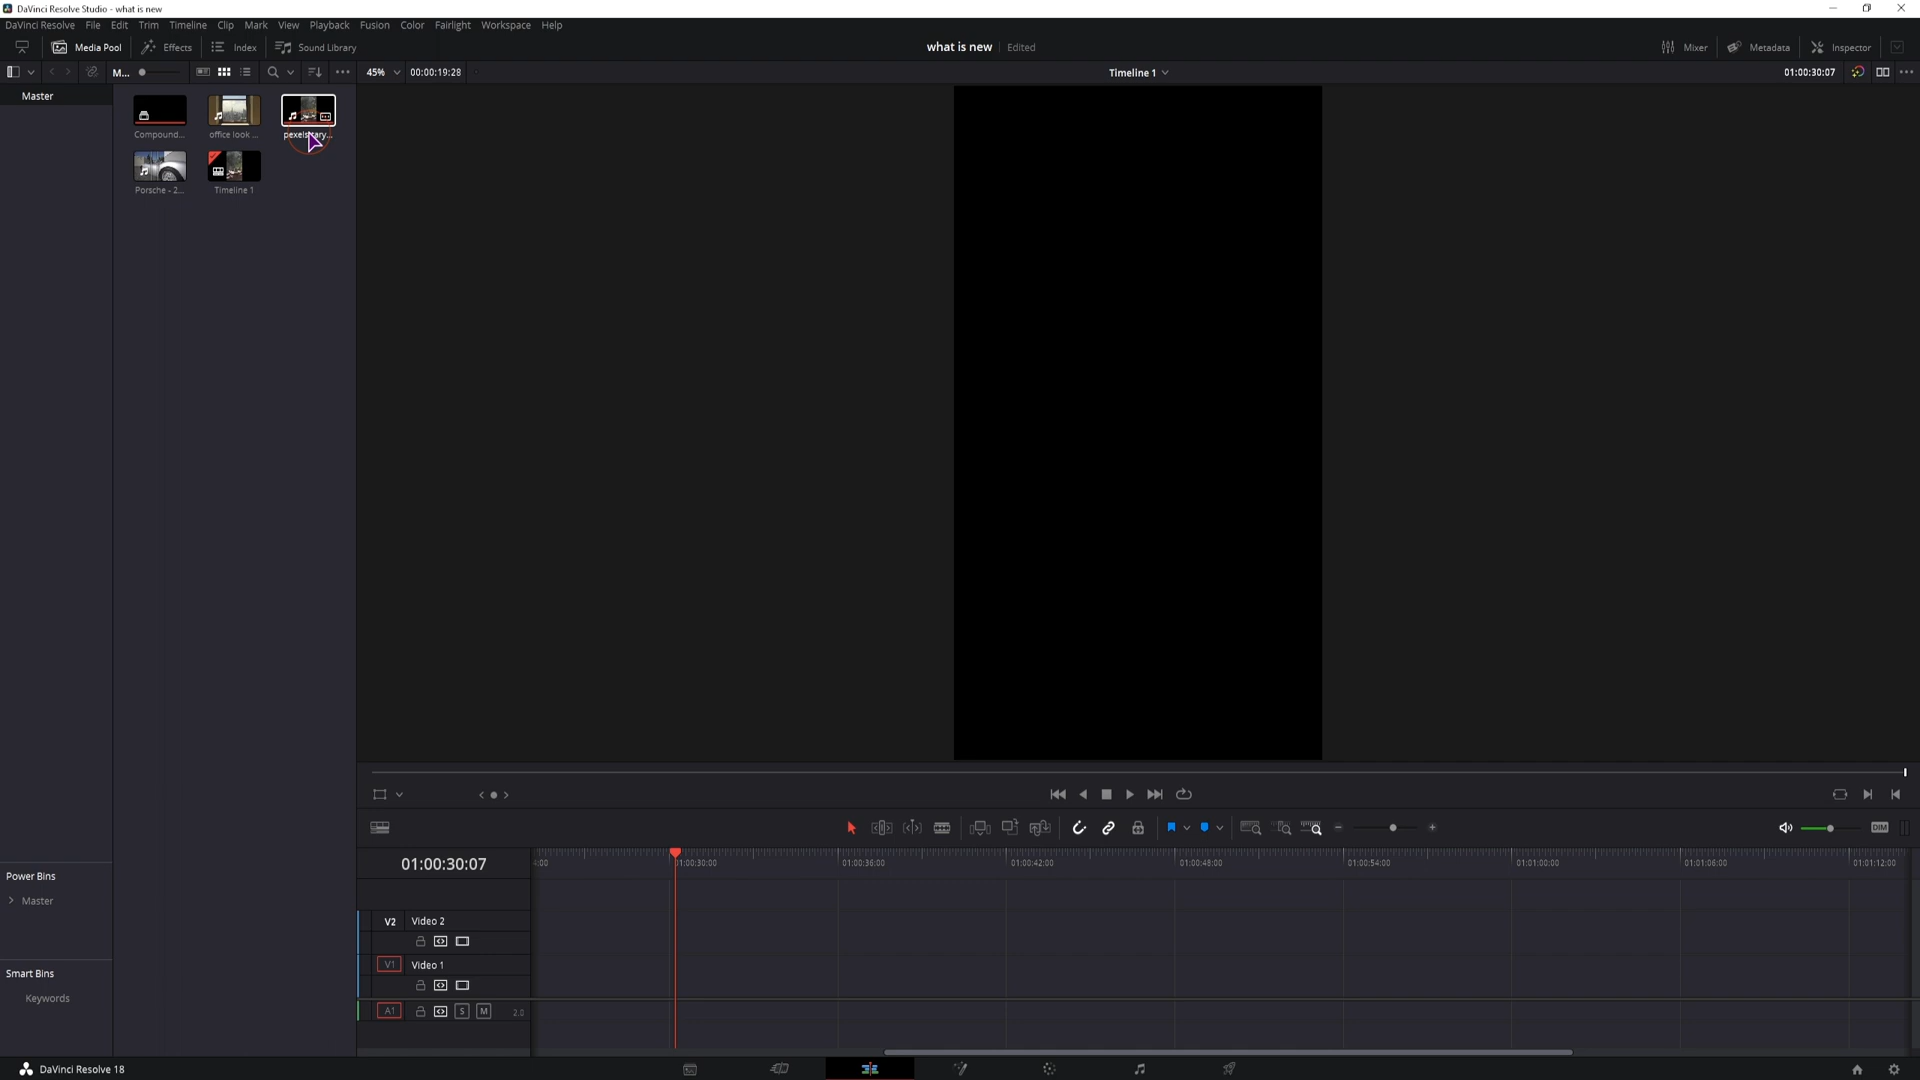 DaVinci Resolve Studio - what is new
DaVinci Resolve File Edit Trim Timeline Clip Mark View Playback Fusion Color Fairlight Workspace Help
Media Pool Effects Index Sound Library what is new Edited Mixer Metadata Inspector
M... 45% 00:00:19:28 Timeline 1 01:00:30:07
Master
Compound... office look ...
Porsche - 2... Timeline 1
Power Bins
Master
Smart Bins
Keywords
DIM
01:00:30:07
4:00 01:00:30:00 01:00:36:00 01:00:42:00 01:00:48:00 01:00:54:00 01:01:00:00 01:01:06:00 01:01:12:00
V2 Video 2
V1 Video 1
A1 S M 2.0
DaVinci Resolve 18